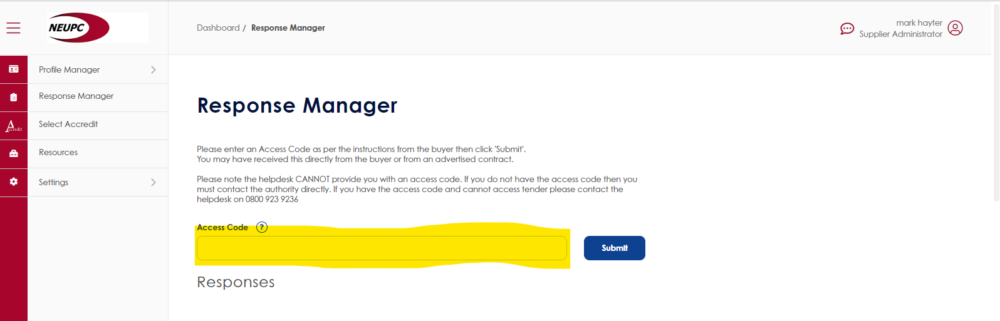 NEUPC
Dashboard / Response Manager
mark hayter
Supplier Administrator
Profile Manager
Response Manager
Accredit
Select Accredit
Resources
Settings
Response Manager
Please enter an Access Code as per the instructions from the buyer then click 'Submit'.
You may have received this directly from the buyer or from an advertised contract.
Please note the helpdesk CANNOT provide you with an access code. If you do not have the access code then you
must contact the authority directly. If you have the access code and cannot access tender please contact the
helpdesk on 0800 923 9236
Access Code ?
Submit
Responses